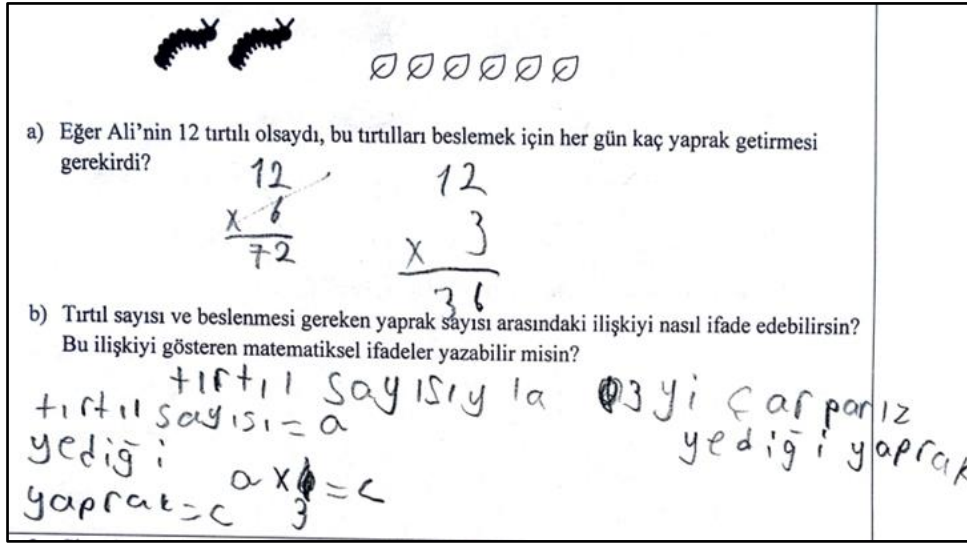 a) Eğer Ali'nin 12 tırtılı olsaydı, bu tırtılları beslemek için her gün kaç yaprak getirmesi
gerekirdi?
12
x 6
72
12
x 3
36
b) Tırtıl sayısı ve beslenmesi gereken yaprak sayısı arasındaki ilişkiyi nasıl ifade edebilirsin?
Bu ilişkiyi gösteren matematiksel ifadeler yazabilir misin?
tırtıl sayısıyla 3 yi çarparız
yediği yaprak
tırtıl sayısı = a
yediği
yaprak = c
a x 3 = c